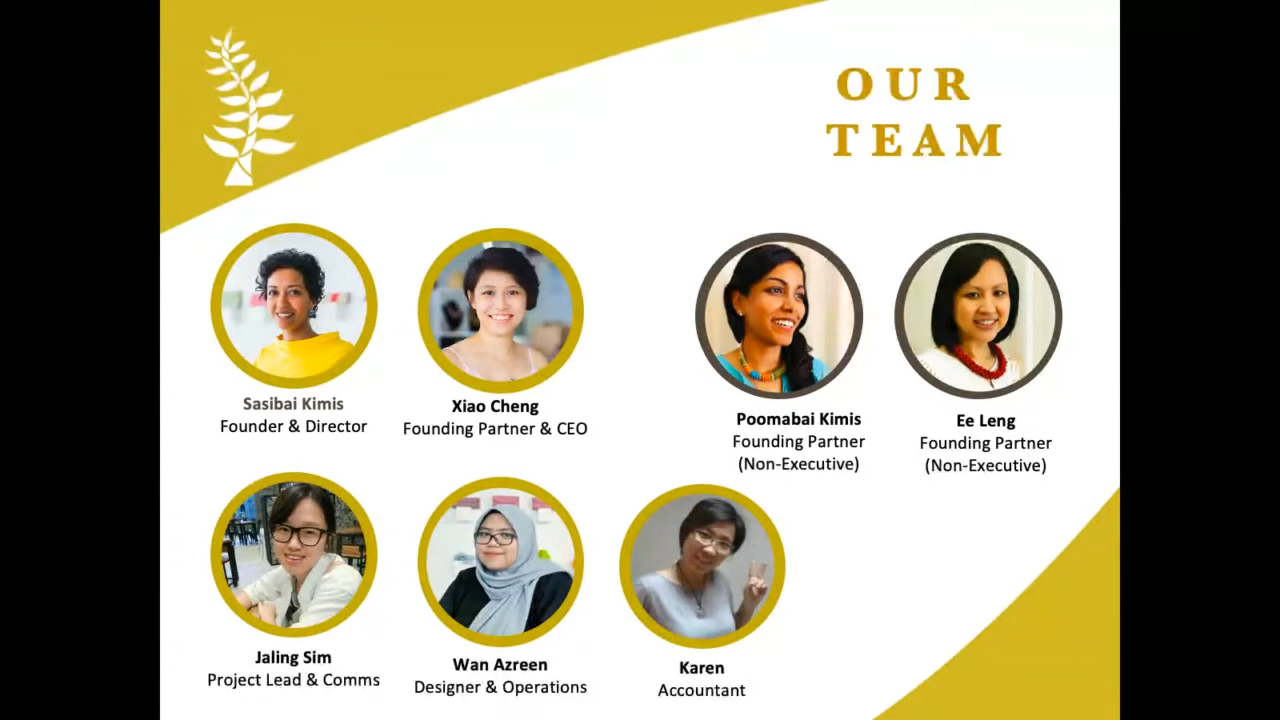 OUR
TEAM
Sasibai Kimis
Founder & Director
Xiao Cheng
Founding Partner & CEO
Poomabai Kimis
Founding Partner
(Non-Executive)
Ee Leng
Founding Partner
(Non-Executive)
Jaling Sim
Project Lead & Comms
Wan Azreen
Designer & Operations
Karen
Accountant